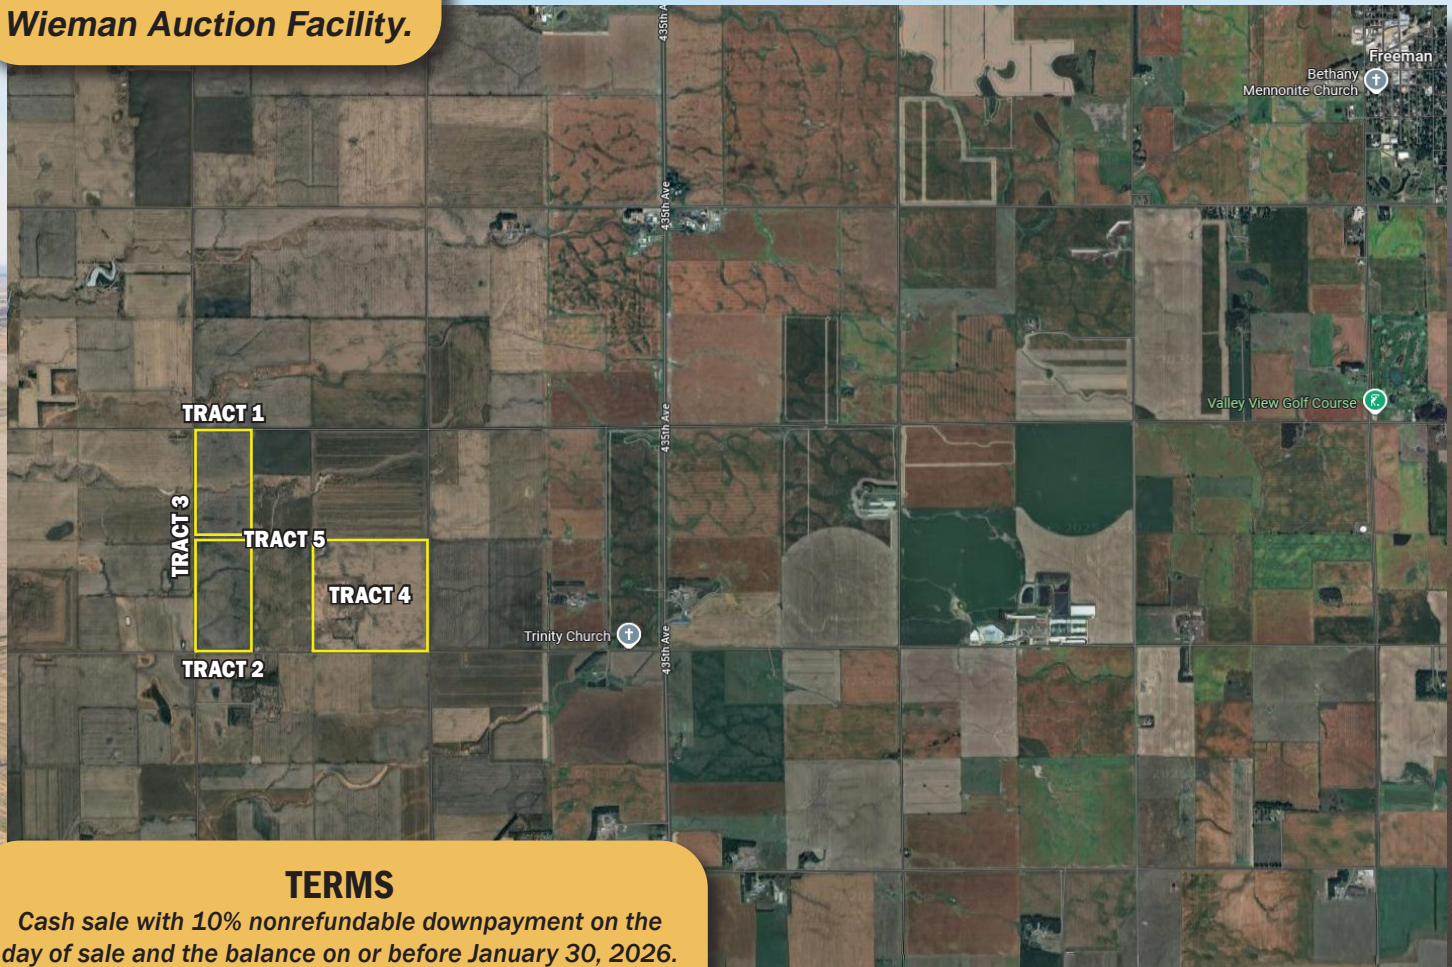 Wieman Auction Facility.
435th A
Freeman
Bethany
Mennonite Church
435th Ave
Valley View Golf Course
435th Ave
TRACT 1
TRACT 3
TRACT 5
TRACT 4
Trinity Church
435th Ave
TRACT 2
TERMS
Cash sale with 10% nonrefundable downpayment on the
day of sale and the balance on or before January 30, 2026.